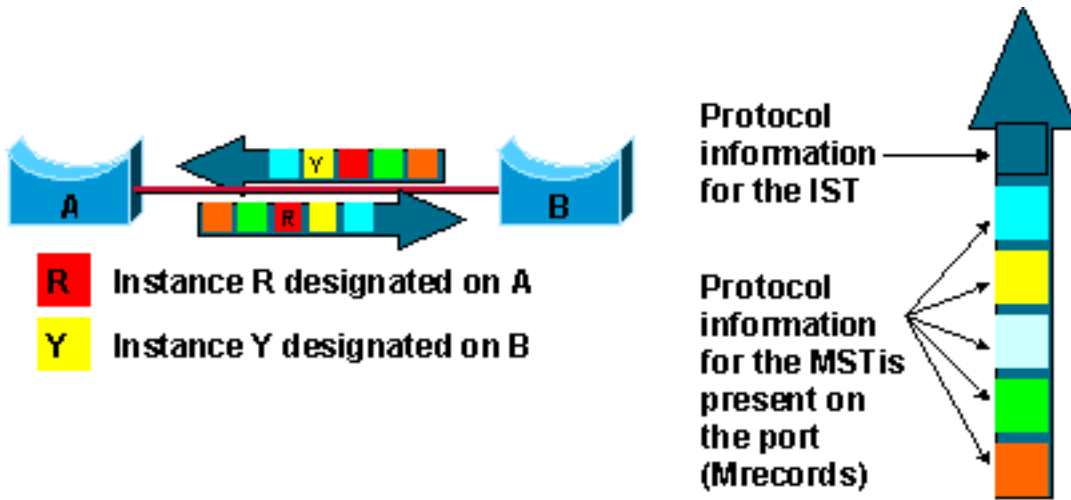 Y
A
B
R
R Instance R designated on A
Y Instance Y designated on B
Protocol
information
for the IST
Protocol
information
for the MSTis
present on
the port
(Mrecords)